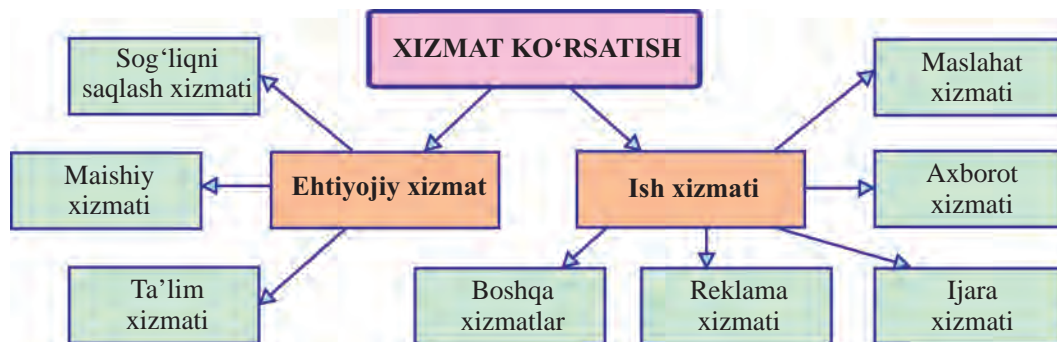 XIZMAT KO‘RSATISH
Sog‘liqni
saqlash xizmati
Maslahat
xizmati
Maishiy
xizmati
Ehtiyojiy xizmat
Ish xizmati
Axborot
xizmati
Ta’lim
xizmati
Boshqa
xizmatlar
Reklama
xizmati
Ijara
xizmati